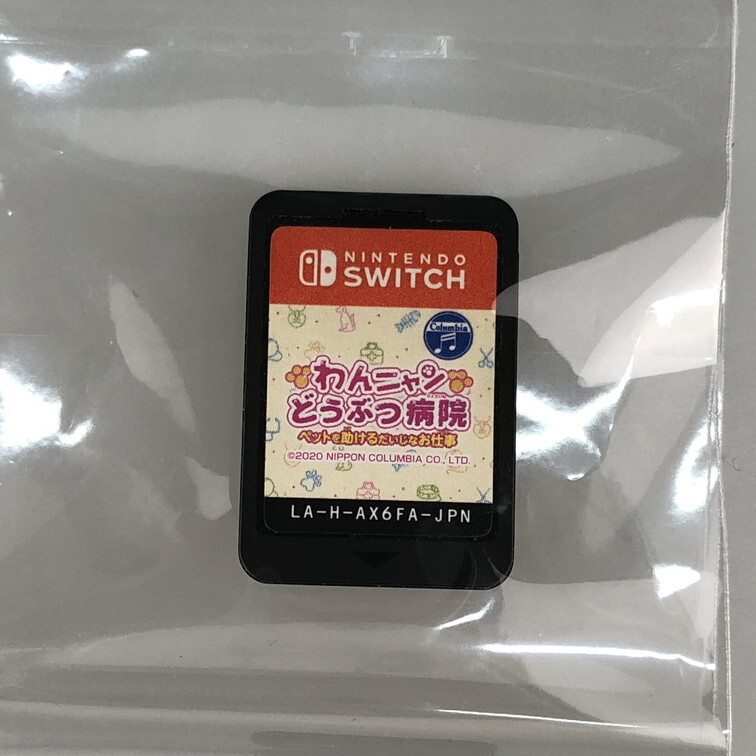 NINTENDO
SWITCH
Columbia
わんニャン
どうぶつ病院
ペットを助けるだいじなお仕事
©2020 NIPPON COLUMBIA CO., LTD.
LA-H-AX6FA-JPN